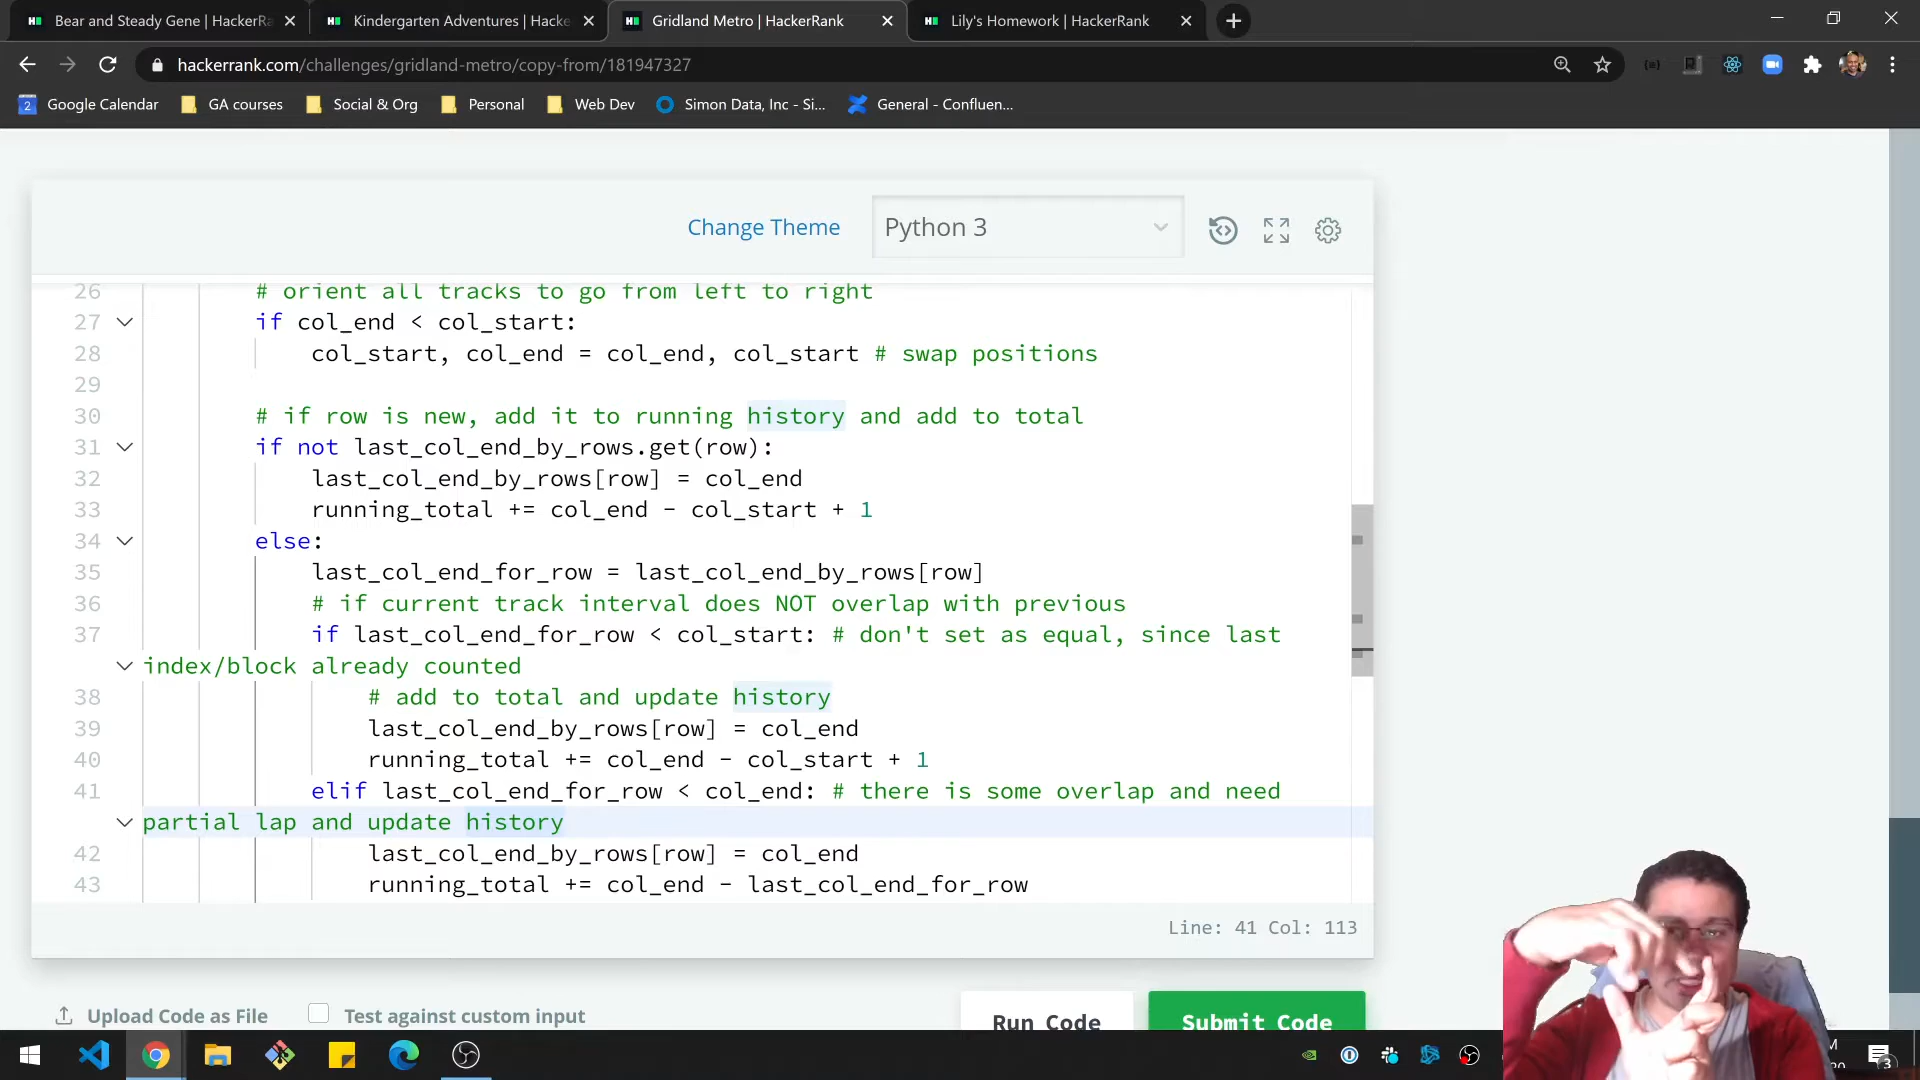 Bear and Steady Gene | HackerRa
Kindergarten Adventures | Hacke
Gridland Metro | HackerRank
Lily's Homework | HackerRank
hackerrank.com/challenges/gridland-metro/copy-from/181947327
2 Google Calendar
GA courses
Social & Org
Personal
Web Dev
Simon Data, Inc - Si...
General - Confluen...
Change Theme
Python 3
26 # orient all tracks to go from left to right
27 if col_end < col_start:
28 col_start, col_end = col_end, col_start # swap positions
29
30 # if row is new, add it to running history and add to total
31 if not last_col_end_by_rows.get(row):
32 last_col_end_by_rows[row] = col_end
33 running_total += col_end - col_start + 1
34 else:
35 last_col_end_for_row = last_col_end_by_rows[row]
36 # if current track interval does NOT overlap with previous
37 if last_col_end_for_row < col_start: # don't set as equal, since last
index/block already counted
38 # add to total and update history
39 last_col_end_by_rows[row] = col_end
40 running_total += col_end - col_start + 1
41 elif last_col_end_for_row < col_end: # there is some overlap and need
partial lap and update history
42 last_col_end_by_rows[row] = col_end
43 running_total += col_end - last_col_end_for_row
Line: 41 Col: 113
Upload Code as File
Test against custom input
Run Code
Submit Code
3